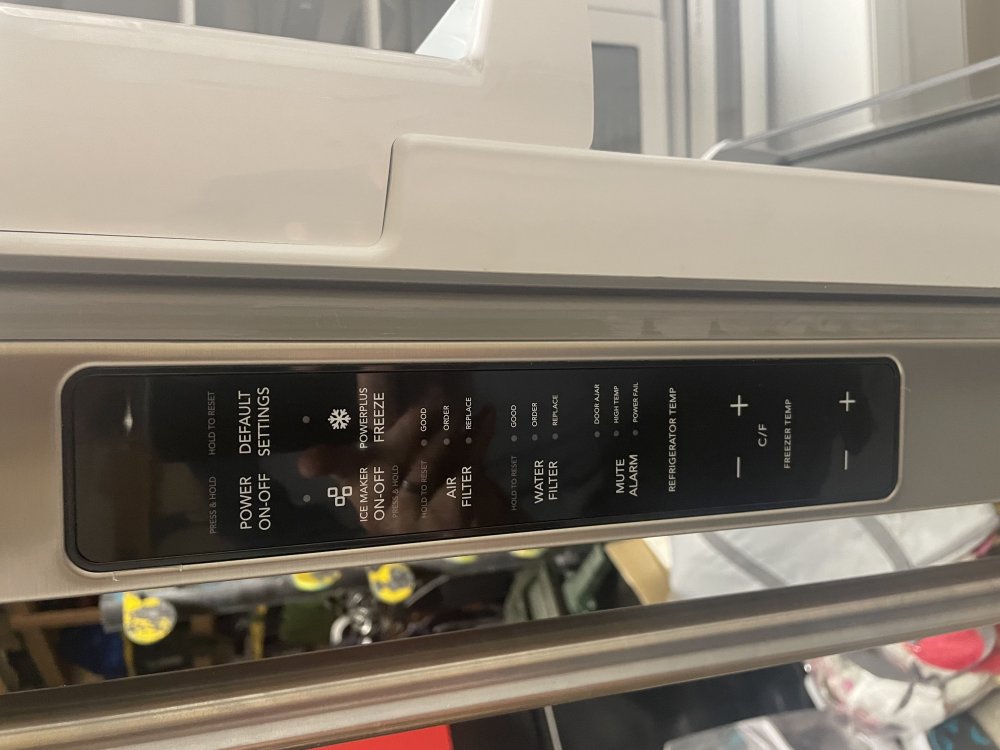 PRESS & HOLD
POWER
ON-OFF
HOLD TO RESET
DEFAULT
SETTINGS
ICE MAKER
ON-OFF
PRESS & HOLD
POWERPLUS
FREEZE
HOLD TO RESET
AIR
FILTER
GOOD
ORDER
REPLACE
HOLD TO RESET
WATER
FILTER
GOOD
ORDER
REPLACE
MUTE
ALARM
DOOR AJAR
HIGH TEMP
POWER FAIL
REFRIGERATOR TEMP
− +
C/F
FREEZER TEMP
− +